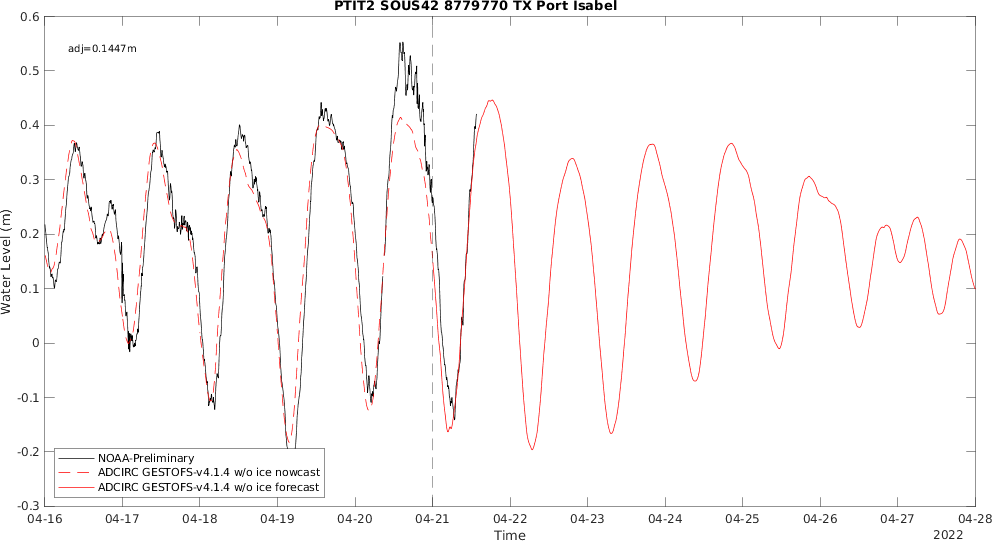 PTIT2 SOUS42 8779770 TX Port Isabel
adj=0.1447m
0.6
0.5
0.4
0.3
0.2
0.1
0
-0.1
-0.2
-0.3
Water Level (m)
NOAA-Preliminary
ADCIRC GESTOFS-v4.1.4 w/o ice nowcast
ADCIRC GESTOFS-v4.1.4 w/o ice forecast
04-16 04-17 04-18 04-19 04-20 04-21 04-22 04-23 04-24 04-25 04-26 04-27 04-28
Time
2022